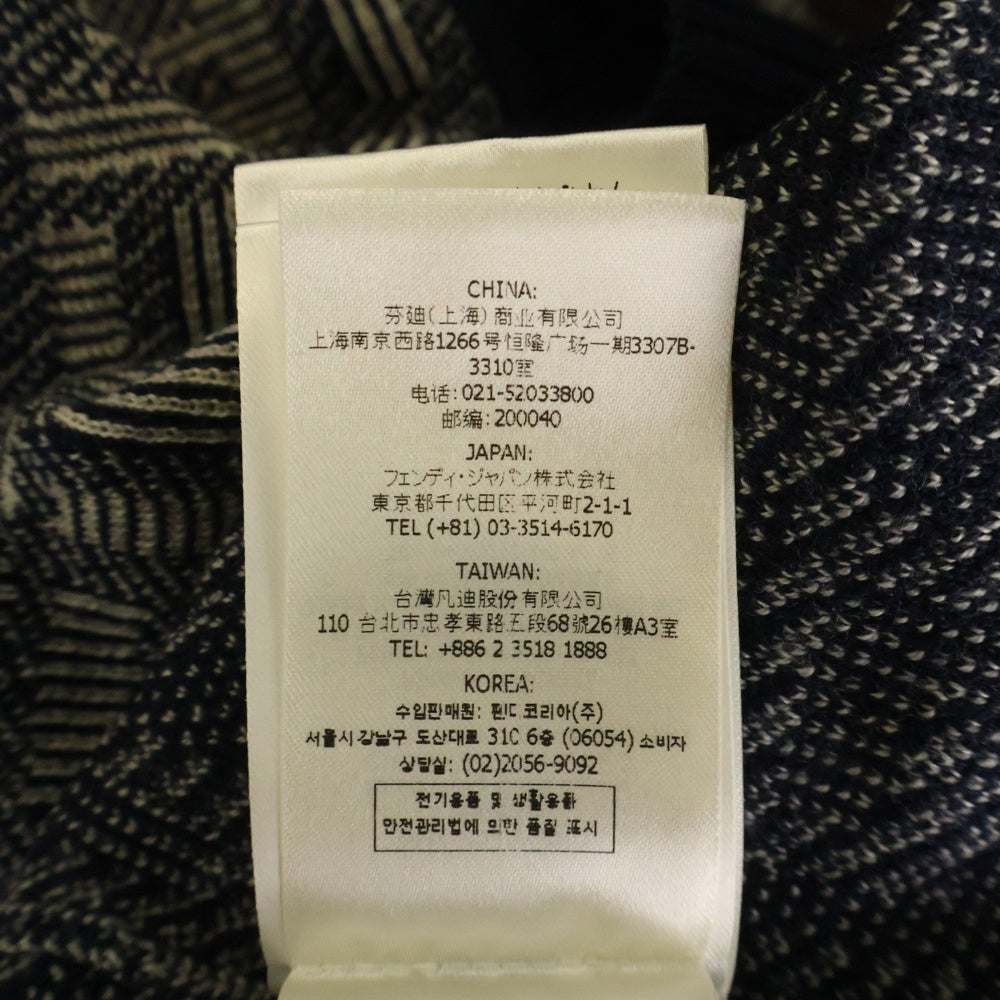 CHINA:
芬迪(上海)商业有限公司
上海南京西路1266号恒隆广场一期3307B-
3310室
电话:021-52033800
邮编:200040
JAPAN:
フェンディ・ジャパン株式会社
東京都千代田区平河町2-1-1
TEL (+81) 03-3514-6170
TAIWAN:
台灣凡迪股份有限公司
110 台北市忠孝東路五段68號26樓A3室
TEL: +886 2 3518 1888
KOREA:
수입판매원: 펜디 코리아(주)
서울시 강남구 도산대로 310 6층 (06054) 소비자
상담실: (02)2056-9092
전기용품 및 생활용품
안전관리법에 의한 품질 표시